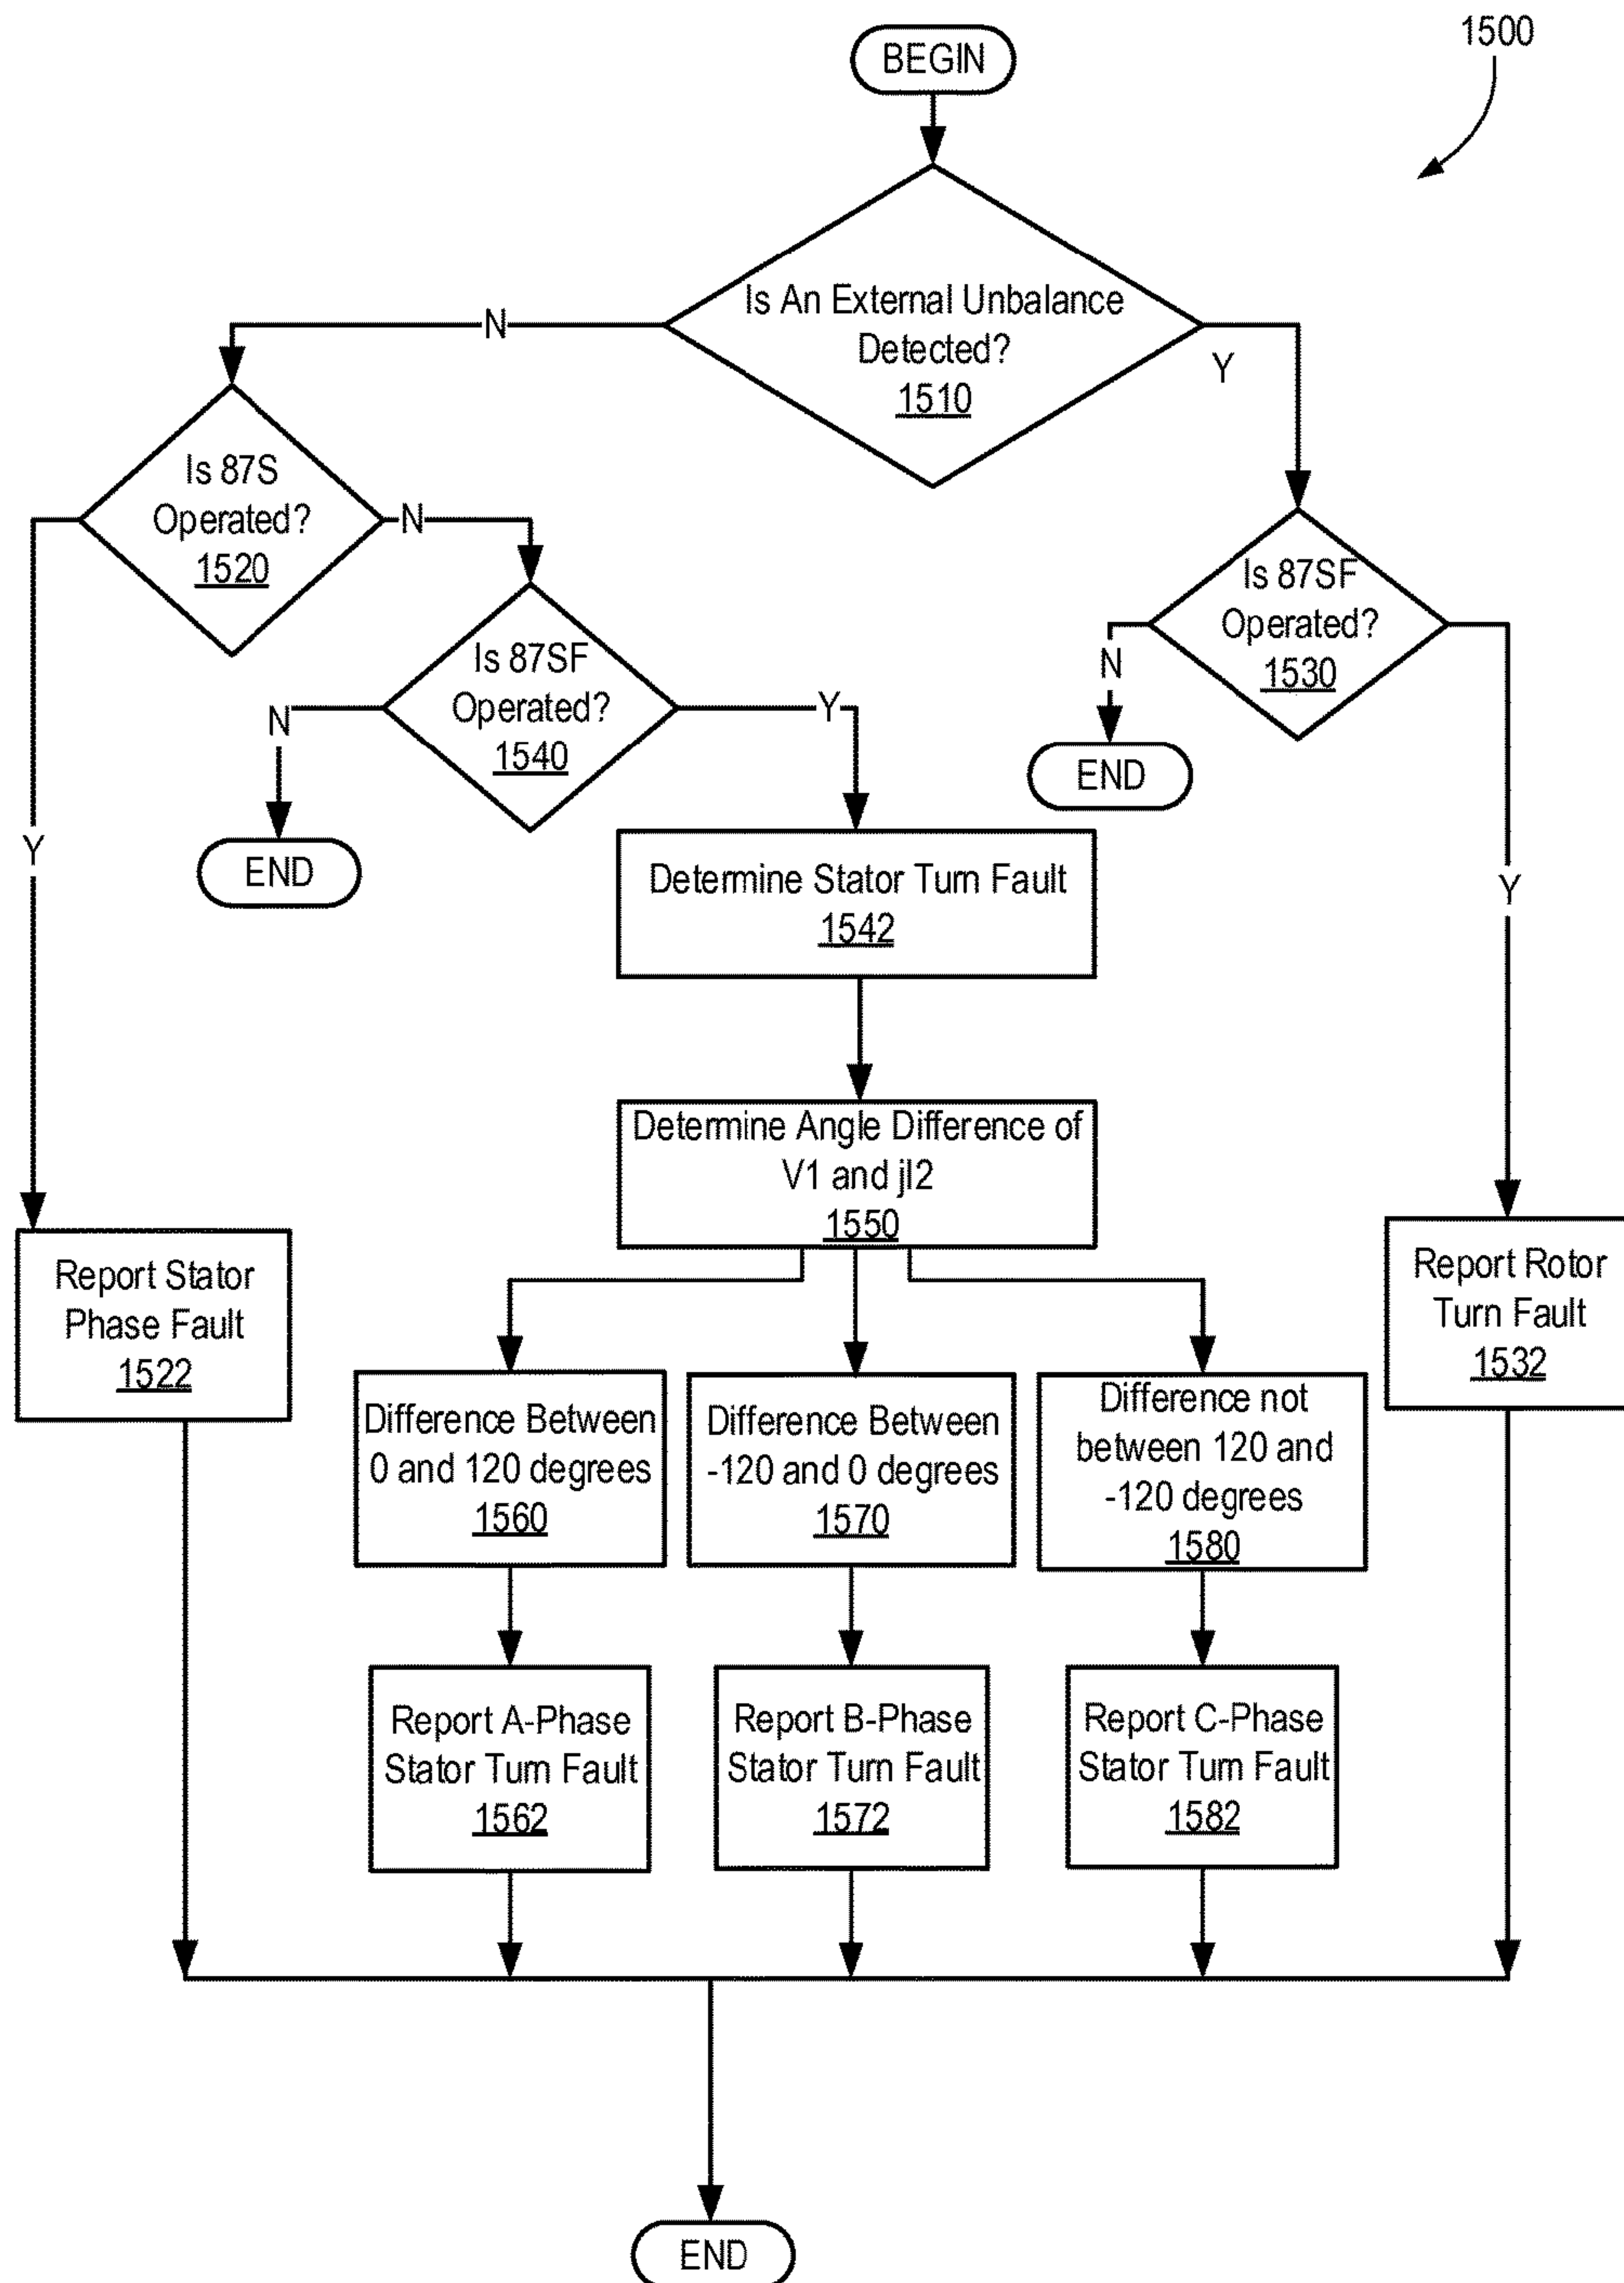 1500
BEGIN
Is An External Unbalance
Detected?
1510
N
Y
Is 87S
Operated?
1520
N
Y
Is 87SF
Operated?
1540
N
Y
END
Is 87SF
Operated?
1530
N
Y
END
Determine Stator Turn Fault
1542
Determine Angle Difference of
V1 and jI2
1550
Report Stator
Phase Fault
1522
Report Rotor
Turn Fault
1532
Difference Between
0 and 120 degrees
1560
Difference Between
-120 and 0 degrees
1570
Difference not
between 120 and
-120 degrees
1580
Report A-Phase
Stator Turn Fault
1562
Report B-Phase
Stator Turn Fault
1572
Report C-Phase
Stator Turn Fault
1582
END